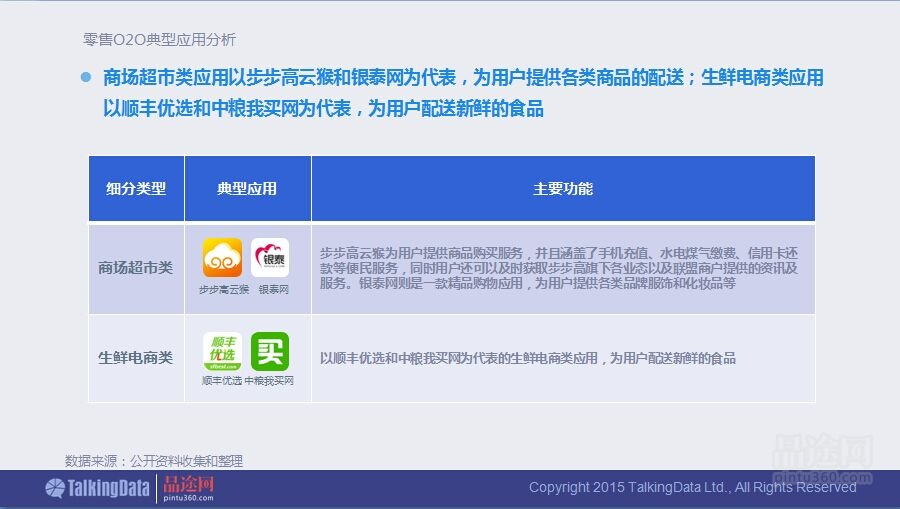 零售O2O典型应用分析
商场超市类应用以步步高云猴和银泰网为代表，为用户提供各类商品的配送；生鲜电商类应用
以顺丰优选和中粮我买网为代表，为用户配送新鲜的食品
细分类型 典型应用 主要功能
银泰
步步高云猴为用户提供商品购买服务，并且涵盖了手机充值、水电煤气缴费、信用卡还
商场超市类
款等便民服务，同时用户还可以及时获取步步高旗下各业态以及联盟商户提供的资讯及
服务。银泰网则是一款精品购物应用，为用户提供各类品牌服饰和化妆品等
步步高云猴 银泰网
顺丰
优选
sfbest.com
买
生鲜电商类
以顺丰优选和中粮我买网为代表的生鲜电商类应用，为用户配送新鲜的食品
顺丰优选 中粮我买网
数据来源：公开资料收集和整理
品途网
pintu360.com
TalkingData
品途网
pintu360.com
Copyright 2015 TalkingData Ltd., All Rights Reserved